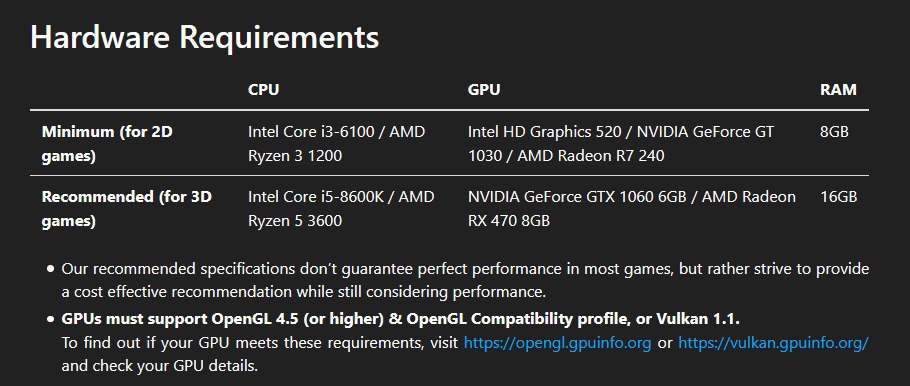 Hardware Requirements
CPU GPU RAM
Minimum (for 2D games) Intel Core i3-6100 / AMD Ryzen 3 1200 Intel HD Graphics 520 / NVIDIA GeForce GT 1030 / AMD Radeon R7 240 8GB
Recommended (for 3D games) Intel Core i5-8600K / AMD Ryzen 5 3600 NVIDIA GeForce GTX 1060 6GB / AMD Radeon RX 470 8GB 16GB
• Our recommended specifications don’t guarantee perfect performance in most games, but rather strive to provide
a cost effective recommendation while still considering performance.
• GPUs must support OpenGL 4.5 (or higher) & OpenGL Compatibility profile, or Vulkan 1.1.
To find out if your GPU meets these requirements, visit https://opengl.gpuinfo.org or https://vulkan.gpuinfo.org/
and check your GPU details.